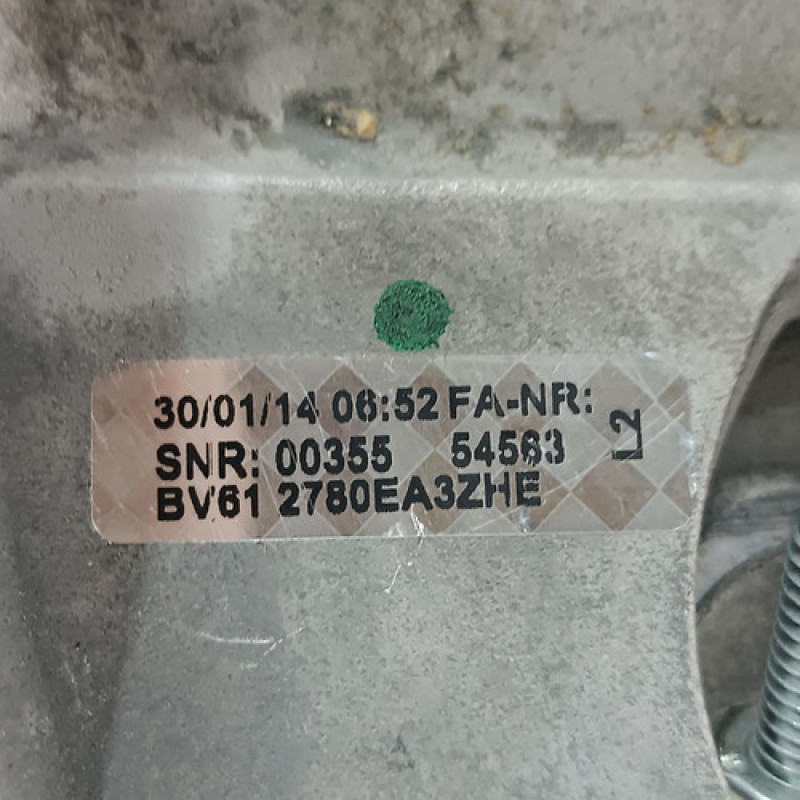 30/01/14 06:52 FA-NR:
SNR: 00355 54563
BV61 2780EA3ZHE
L2